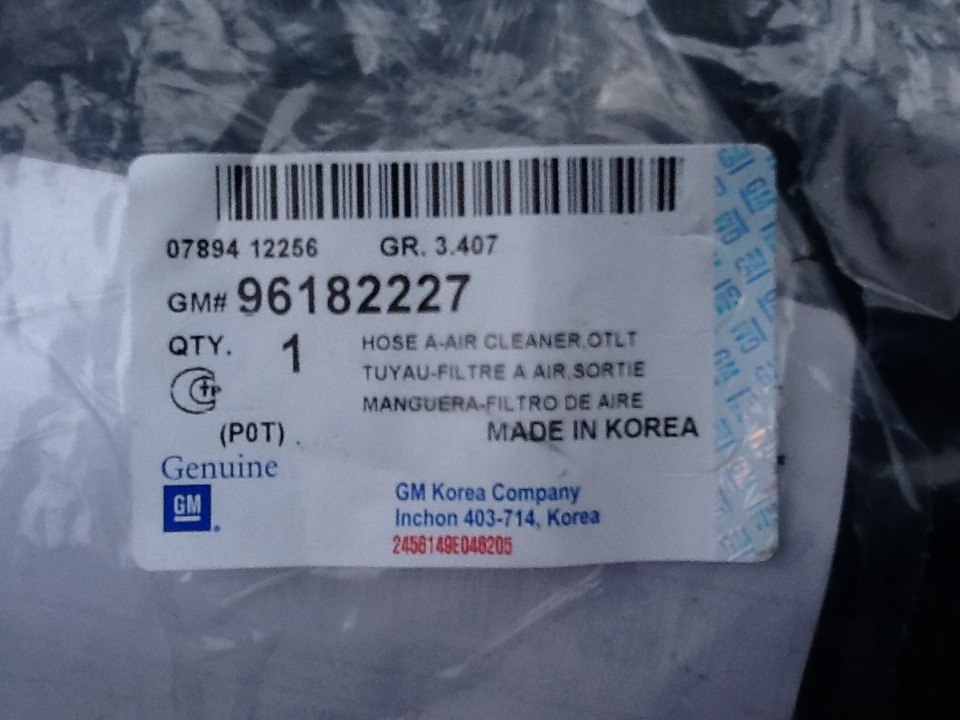 07894 12256 GR. 3.407
GM# 96182227
QTY. 1
HOSE A-AIR CLEANER,OTLT
TUYAU-FILTRE A AIR,SORTIE
MANGUERA-FILTRO DE AIRE
(P0T) . MADE IN KOREA
Genuine
GM
GM Korea Company
Inchon 403-714, Korea
2456149E046205